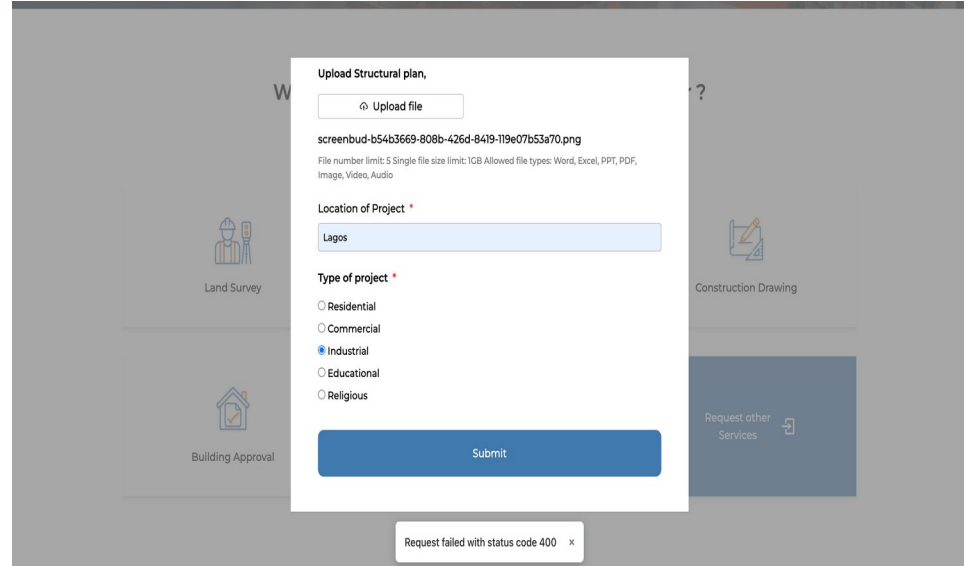 W
r ?
Upload Structural plan,
Upload file
screenbud-b54b3669-808b-426d-8419-119e07b53a70.png
File number limit: 5 Single file size limit: 1GB Allowed file types: Word, Excel, PPT, PDF,
Image, Video, Audio
Location of Project *
Lagos
Type of project *
Residential
Commercial
Industrial
Educational
Religious
Submit
Land Survey
Construction Drawing
Building Approval
Request other
Services
Request failed with status code 400 x